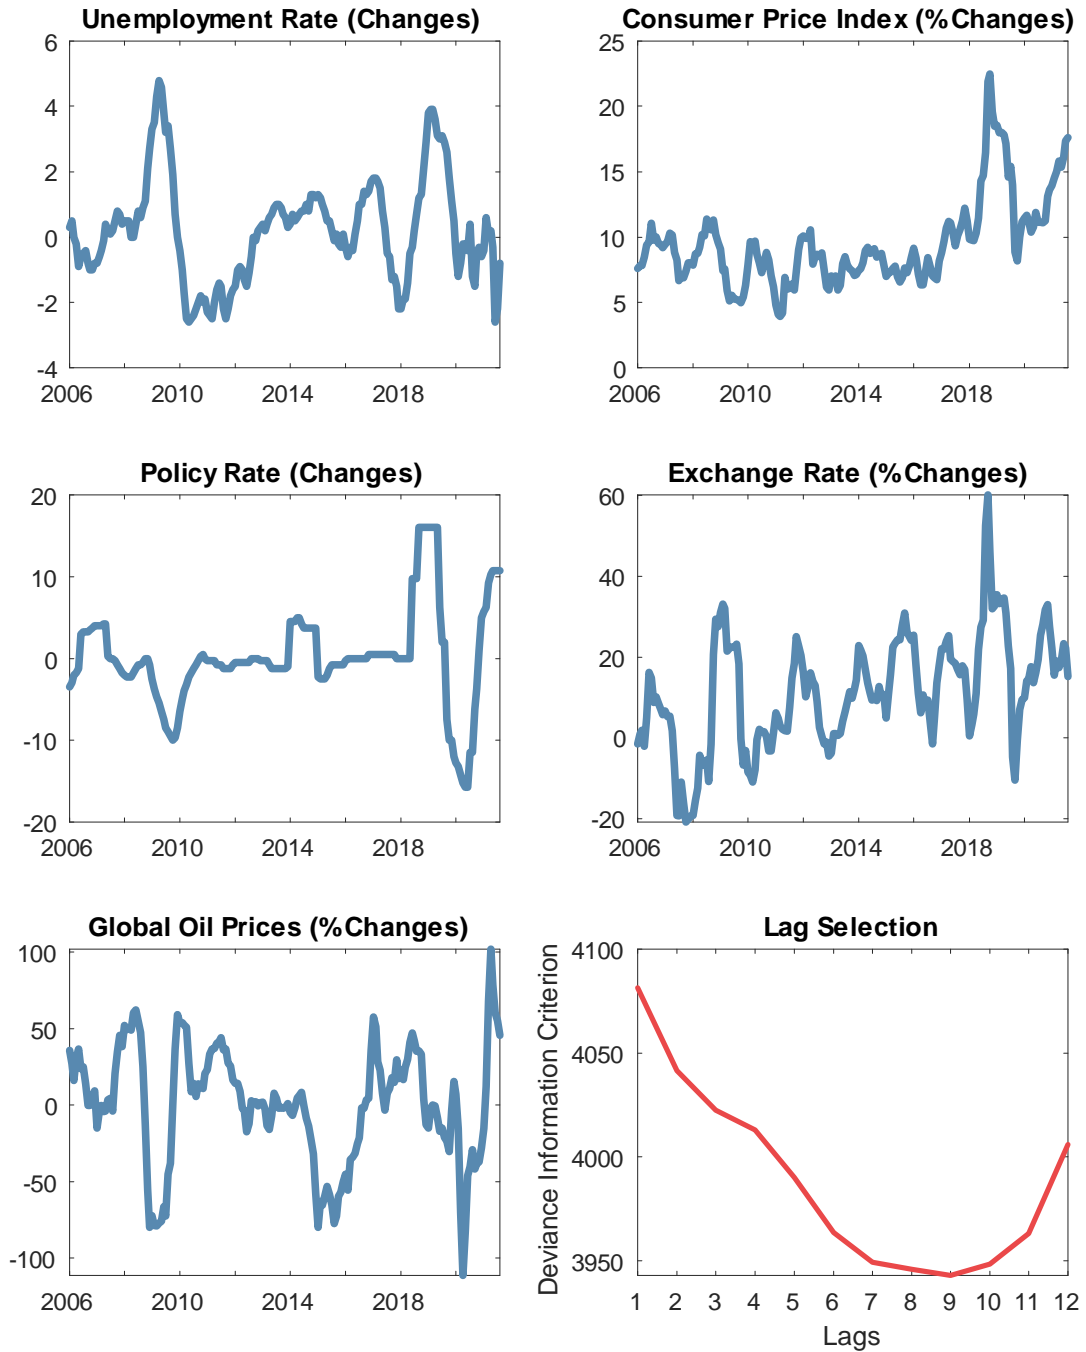 Unemployment Rate (Changes)
6
4
2
0
-2
-4
2006 2010 2014 2018
Consumer Price Index (%Changes)
25
20
15
10
5
0
2006 2010 2014 2018
Policy Rate (Changes)
20
10
0
-10
-20
2006 2010 2014 2018
Exchange Rate (%Changes)
60
40
20
0
-20
2006 2010 2014 2018
Global Oil Prices (%Changes)
100
50
0
-50
-100
2006 2010 2014 2018
Lag Selection
Deviance Information Criterion
4100
4050
4000
3950
1 2 3 4 5 6 7 8 9 10 11 12
Lags